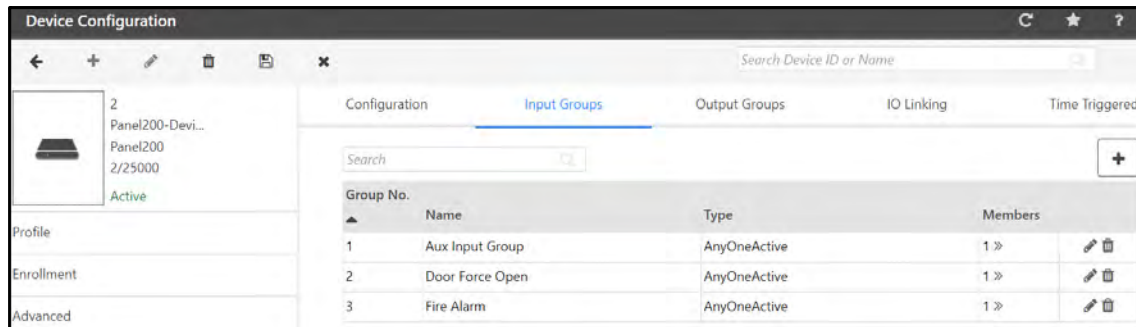 Device Configuration ?
Search Device ID or Name
2
Panel200-Devi...
Panel200
2/25000
Active
Profile
Enrollment
Advanced
Configuration Input Groups Output Groups IO Linking Time Triggered
Search
Group No. Name Type Members
1 Aux Input Group AnyOneActive 1 »
2 Door Force Open AnyOneActive 1 »
3 Fire Alarm AnyOneActive 1 »